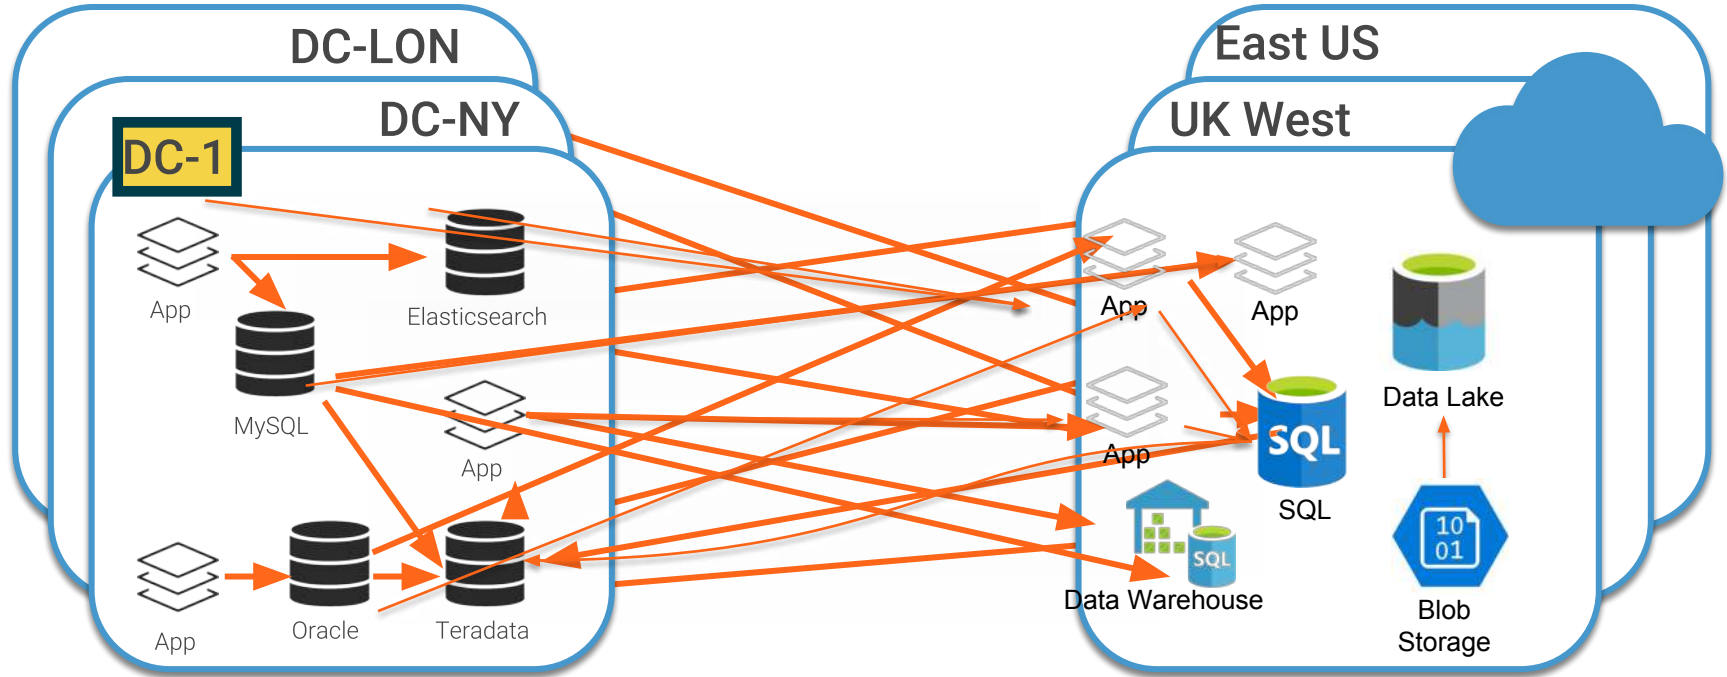 DC-LON
DC-NY
DC-1
App
Elasticsearch
MySQL
App
App
Oracle
Teradata
East US
UK West
App
App
Data Lake
App
SQL
SQL
10
01
SQL
Data Warehouse
Blob
Storage